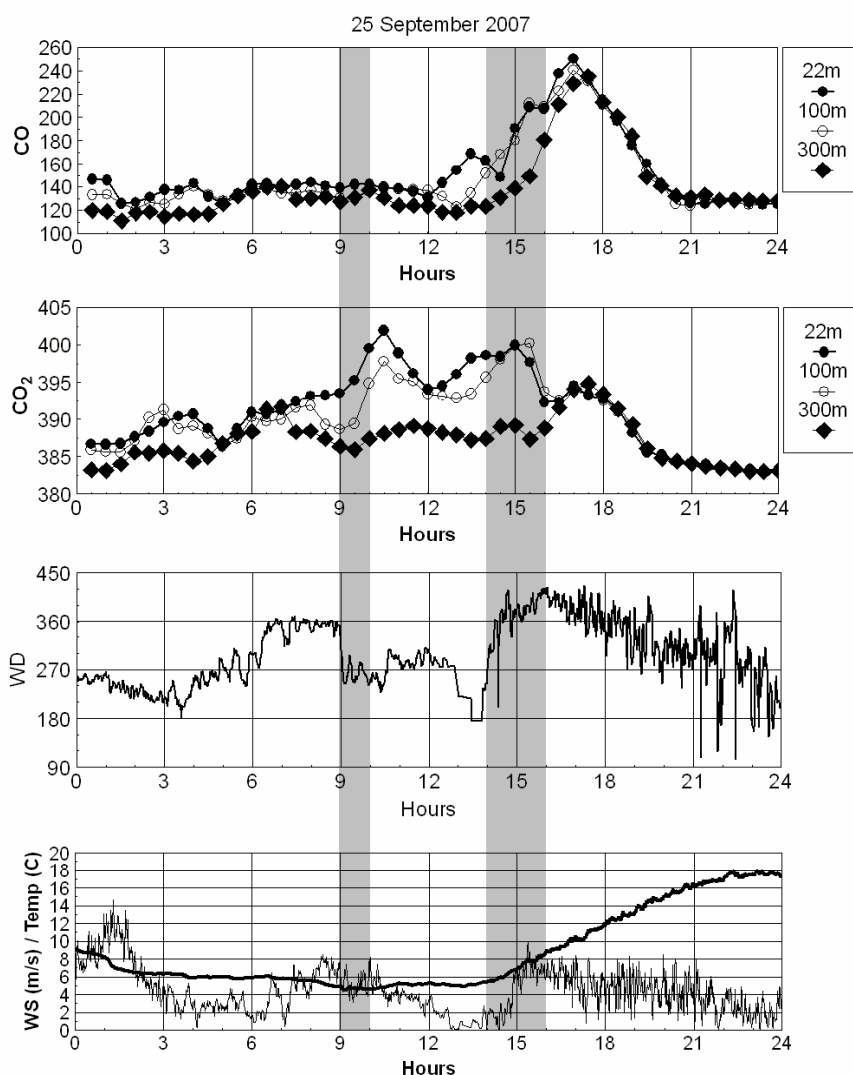 25 September 2007
260
240
220
200
180
160
140
120
100
CO
0 3 6 9 12 15 18 21 24
Hours
22m
100m
300m
405
400
395
390
385
380
CO₂
0 3 6 9 12 15 18 21 24
Hours
22m
100m
300m
450
360
270
180
90
WD
0 3 6 9 12 15 18 21 24
Hours
20
18
16
14
12
10
8
6
4
2
0
WS (m/s) / Temp (C)
0 3 6 9 12 15 18 21 24
Hours